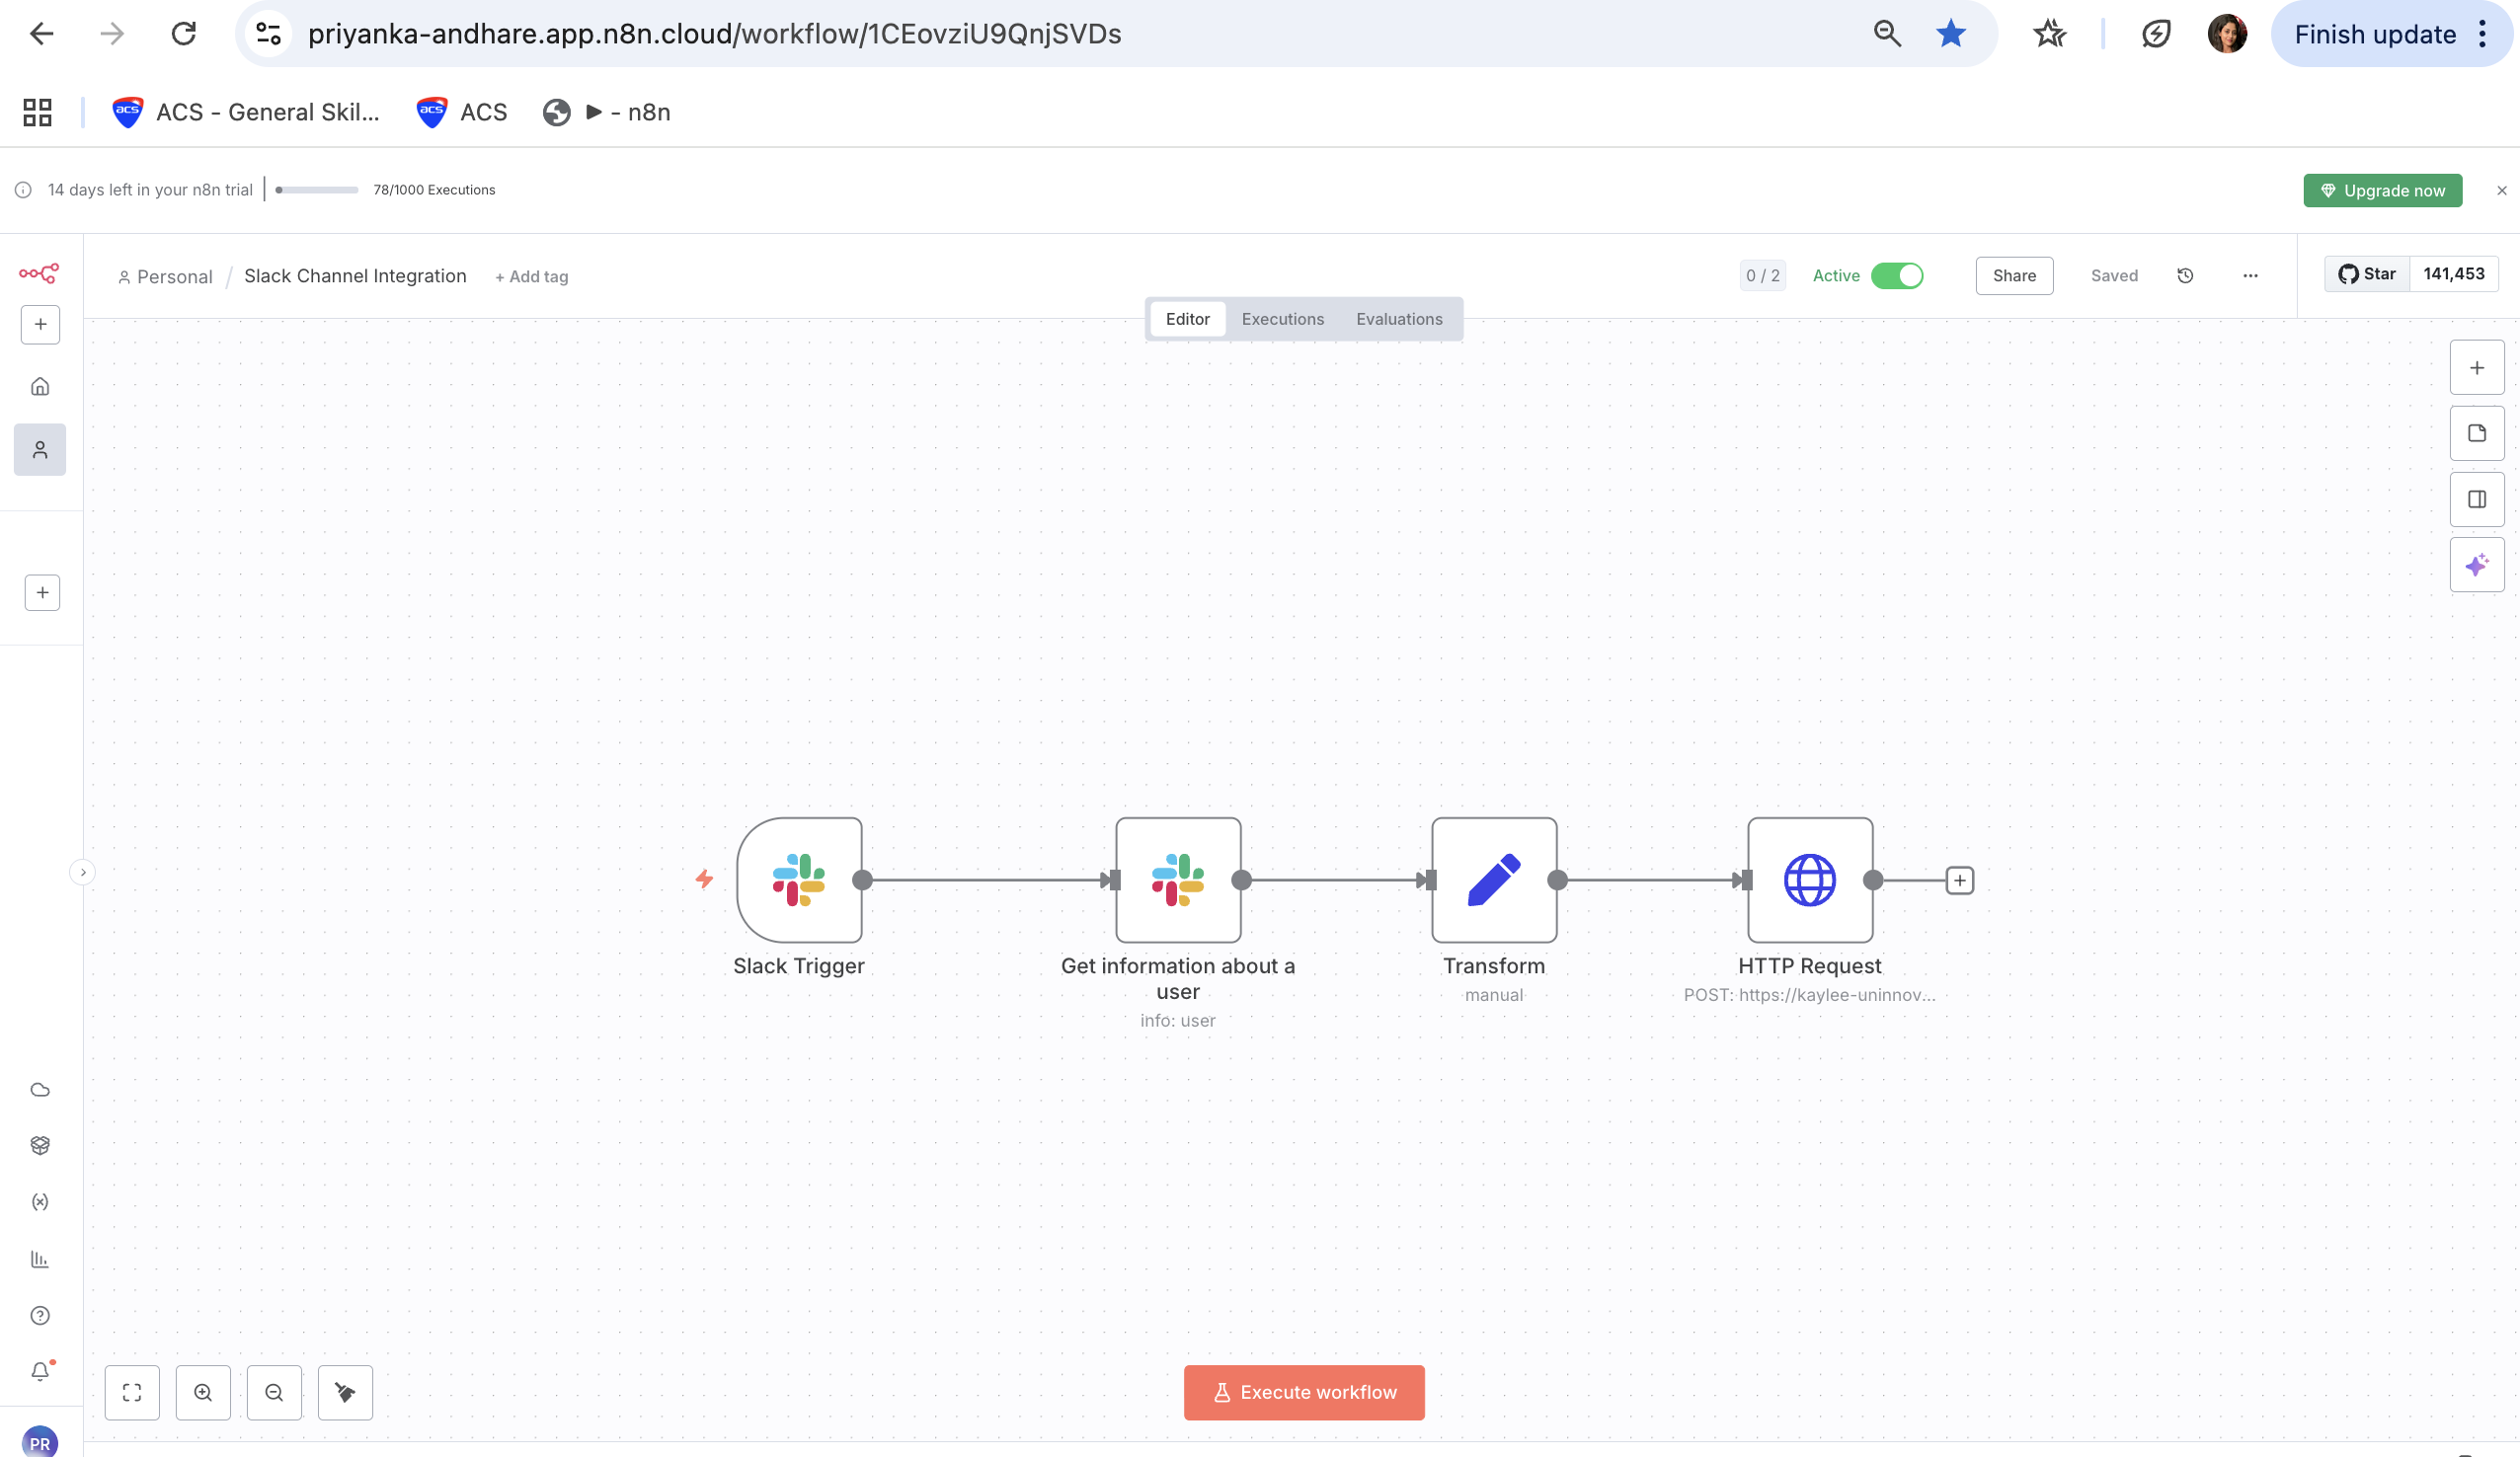 priyanka-andhare.app.n8n.cloud/workflow/1CEovziU9QnjSVDs
Finish update
ACS - General Skil...
ACS
▶ - n8n
14 days left in your n8n trial
78/1000 Executions
Upgrade now
Personal / Slack Channel Integration
+ Add tag
0 / 2
Active
Share
Saved
Star
141,453
Editor
Executions
Evaluations
Slack Trigger
Get information about a
user
info: user
Transform
manual
HTTP Request
POST: https://kaylee-uninnov...
Execute workflow
PR